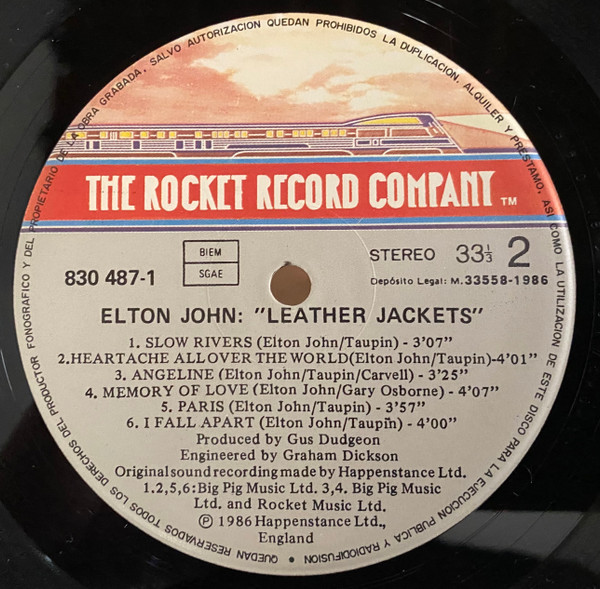 QUEDAN RESERVADOS TODOS LOS DERECHOS DEL PRODUCTOR FONOGRAFICO Y DEL PROPIETARIO DE LA OBRA GRABADA, SALVO AUTORIZACION QUEDAN PROHIBIDOS LA DUPLICACION, ALQUILER Y PRESTAMO, ASI COMO LA UTILIZACION DE ESTE DISCO PARA LA EJECUCION PUBLICA Y RADIODIFUSION •
THE ROCKET RECORD COMPANY ™
830 487-1
BIEM
SGAE
STEREO 33⅓ 2
Depósito Legal: M.33558-1986
ELTON JOHN: "LEATHER JACKETS"
1. SLOW RIVERS (Elton John/Taupin) - 3'07"
2.HEARTACHE ALL OVER THE WORLD(Elton John/Taupin)-4'01"
3. ANGELINE (Elton John/Taupin/Carvell) - 3'25"
4. MEMORY OF LOVE (Elton John/Gary Osborne) - 4'07"
5. PARIS (Elton John/Taupin) - 3'57"
6. I FALL APART (Elton John/Taupin) - 4'00"
Produced by Gus Dudgeon
Engineered by Graham Dickson
Original sound recording made by Happenstance Ltd.
1.2,5,6: Big Pig Music Ltd. 3,4. Big Pig Music
Ltd. and Rocket Music Ltd.
Ⓟ 1986 Happenstance Ltd.,
England